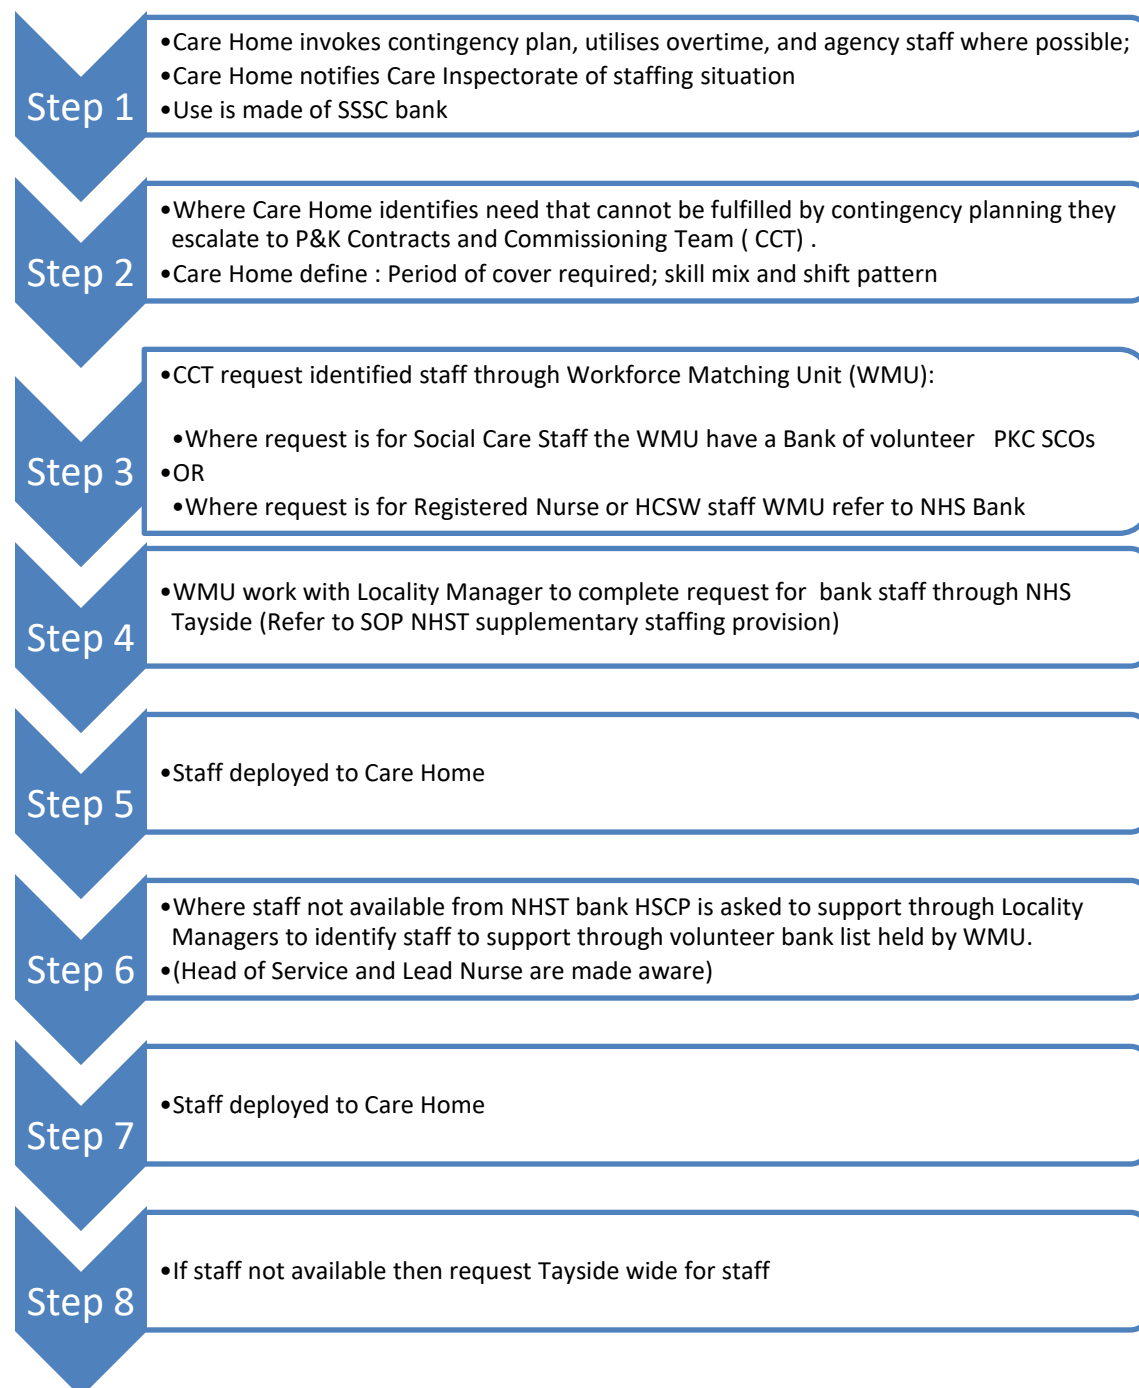 Step 1
•Care Home invokes contingency plan, utilises overtime, and agency staff where possible;
•Care Home notifies Care Inspectorate of staffing situation
•Use is made of SSSC bank
Step 2
•Where Care Home identifies need that cannot be fulfilled by contingency planning they
escalate to P&K Contracts and Commissioning Team ( CCT) .
•Care Home define : Period of cover required; skill mix and shift pattern
Step 3
•CCT request identified staff through Workforce Matching Unit (WMU):
•Where request is for Social Care Staff the WMU have a Bank of volunteer   PKC SCOs
•OR
•Where request is for Registered Nurse or HCSW staff WMU refer to NHS Bank
Step 4
•WMU work with Locality Manager to complete request for  bank staff through NHS
Tayside (Refer to SOP NHST supplementary staffing provision)
Step 5
•Staff deployed to Care Home
Step 6
•Where staff not available from NHST bank HSCP is asked to support through Locality
Managers to identify staff to support through volunteer bank list held by WMU.
•(Head of Service and Lead Nurse are made aware)
Step 7
•Staff deployed to Care Home
Step 8
•If staff not available then request Tayside wide for staff